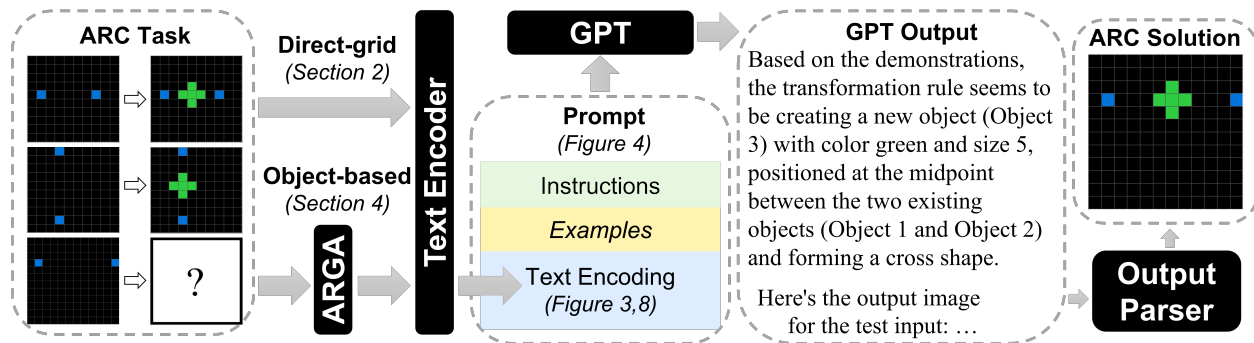 ARC Task
?
Direct-grid
(Section 2)
Object-based
(Section 4)
ARGA
Text Encoder
GPT
Prompt
(Figure 4)
Instructions
Examples
Text Encoding
(Figure 3,8)
GPT Output
Based on the demonstrations,
the transformation rule seems to
be creating a new object (Object
3) with color green and size 5,
positioned at the midpoint
between the two existing
objects (Object 1 and Object 2)
and forming a cross shape.
Here's the output image
for the test input: …
ARC Solution
Output
Parser